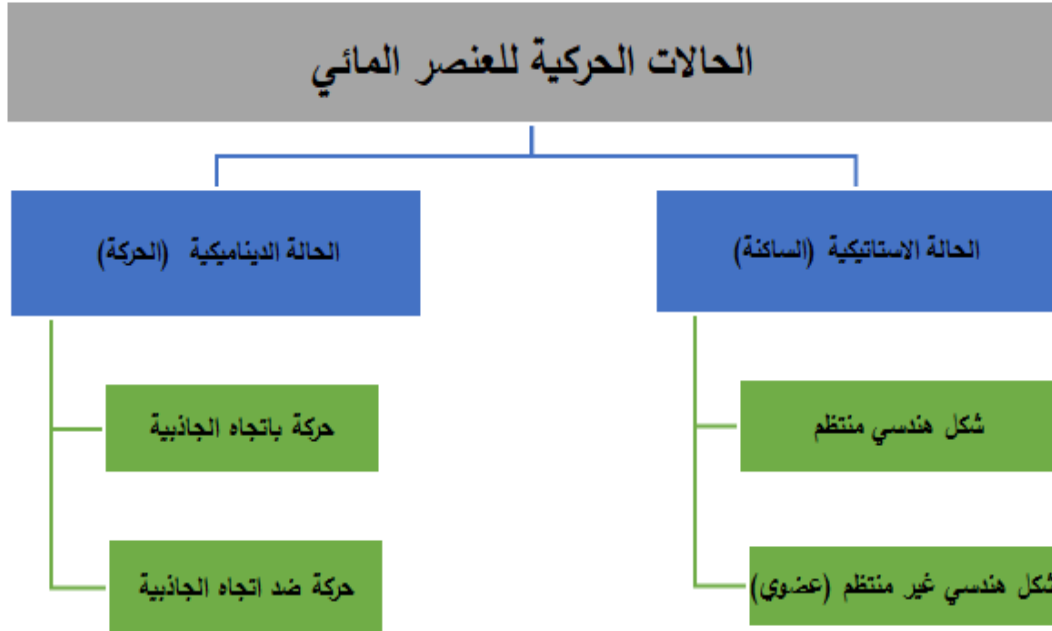 الحالات الحركية للعنصر المائي
الحالة الاستاتيكية (الساكنة)
شكل هندسي منتظم
شكل هندسي غير منتظم (عضوي)
الحالة الديناميكية (الحركة)
حركة باتجاه الجاذبية
حركة ضد اتجاه الجاذبية